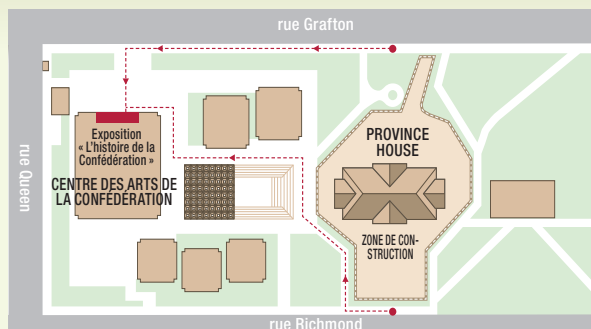 rue Grafton
rue Queen
Exposition
« L'histoire de la
Confédération »
CENTRE DES ARTS DE
LA CONFÉDÉRATION
PROVINCE
HOUSE
ZONE DE CON-
STRUCTION
rue Richmond